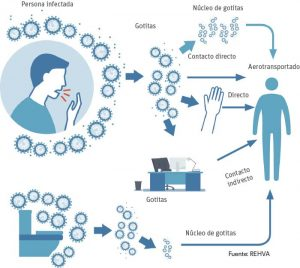 Persona infectada
Gotitas
Núcleo de gotitas
Contacto directo
Aerotransportado
Directo
Contacto
indirecto
Gotitas
Núcleo de gotitas
Fuente: REHVA